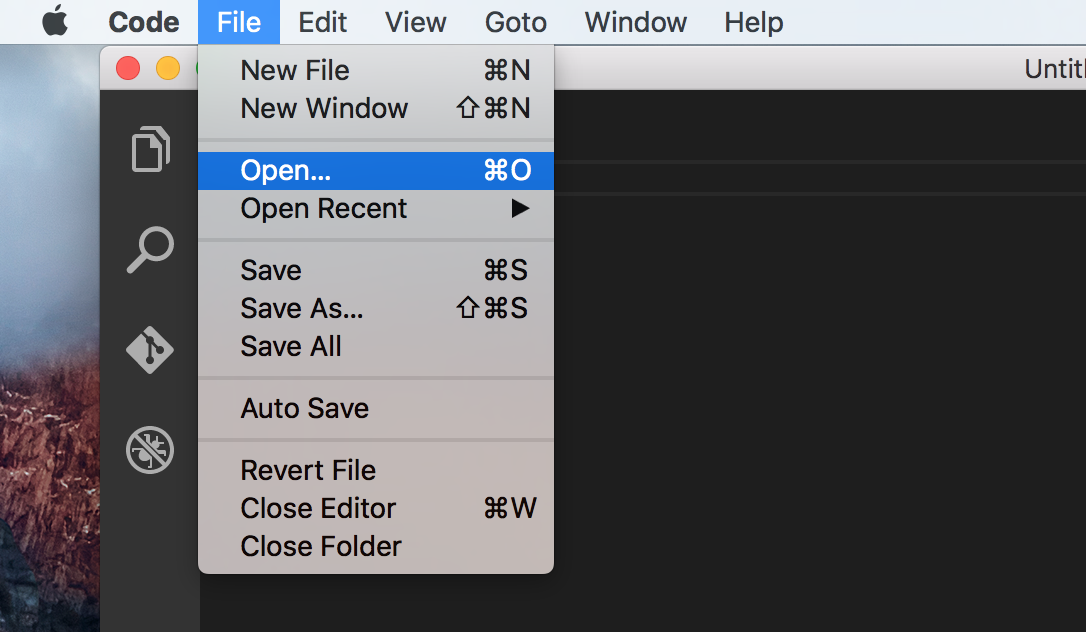 Code File Edit View Goto Window Help
Untitl
New File ⌘N
New Window ⇧⌘N
Open... ⌘O
Open Recent ▶
Save ⌘S
Save As... ⇧⌘S
Save All
Auto Save
Revert File
Close Editor ⌘W
Close Folder